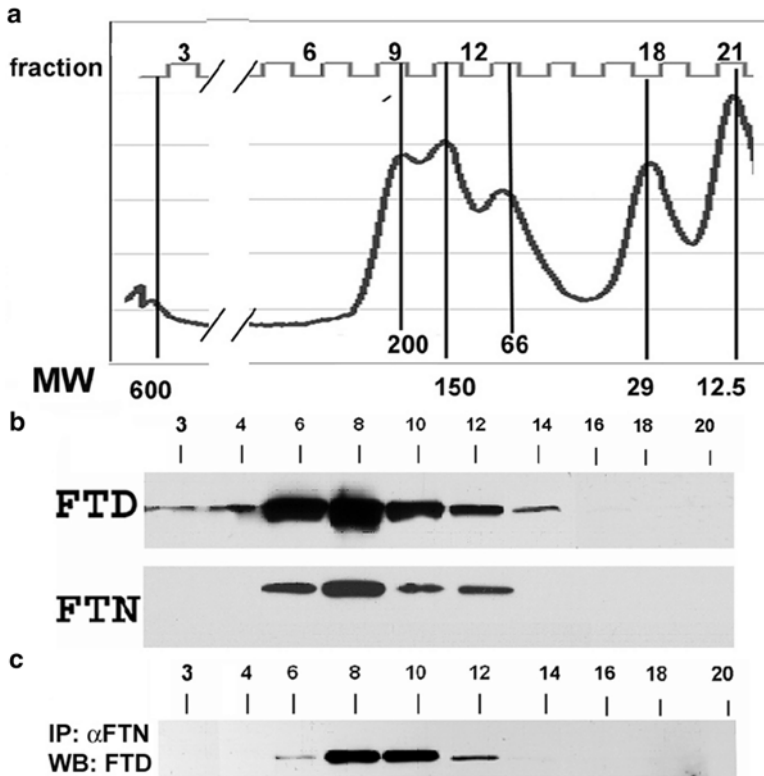 a
fraction 3 6 9 12 18 21
200 66
MW 600 150 29 12.5
b 3 4 6 8 10 12 14 16 18 20
FTD
FTN
c 3 4 6 8 10 12 14 16 18 20
IP: αFTN
WB: FTD